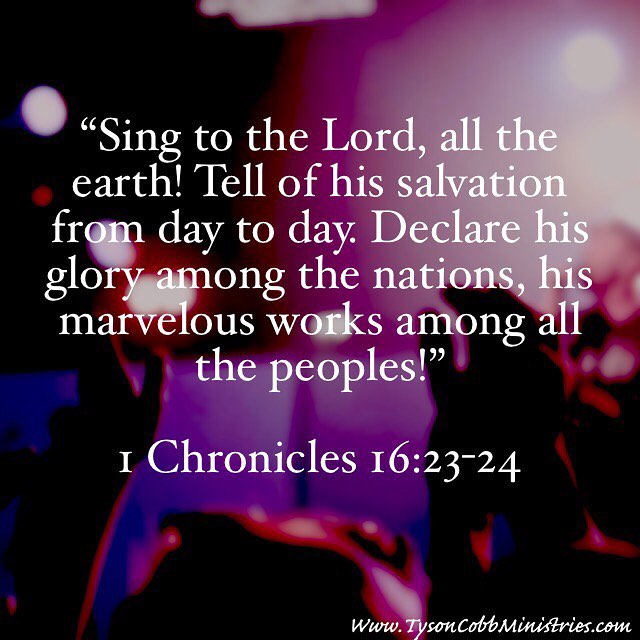 “Sing to the Lord, all the
earth! Tell of his salvation
from day to day. Declare his
glory among the nations, his
marvelous works among all
the peoples!”
1 Chronicles 16:23-24
Www.TysonCobbMinistries.com